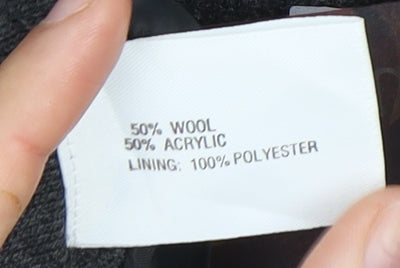 50% WOOL
50% ACRYLIC
LINING: 100% POLYESTER